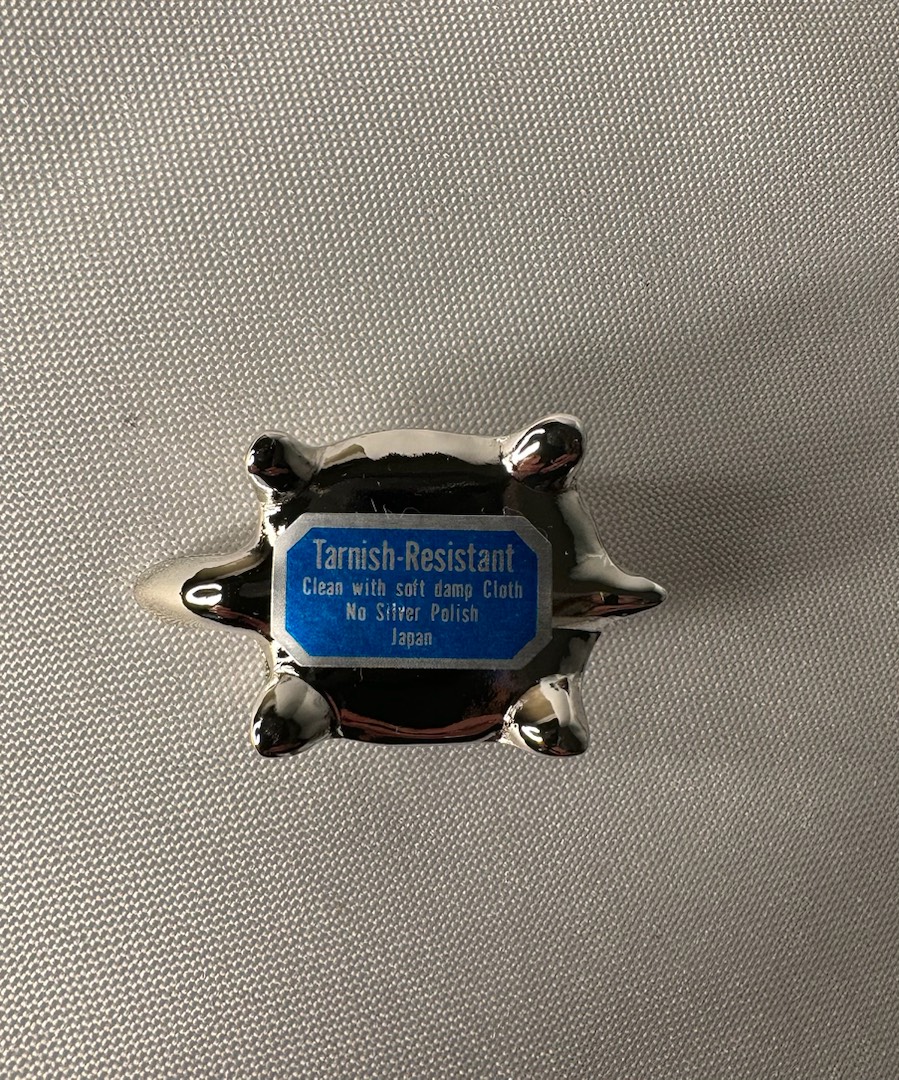 Tarnish-Resistant
Clean with soft damp Cloth
No Silver Polish
Japan